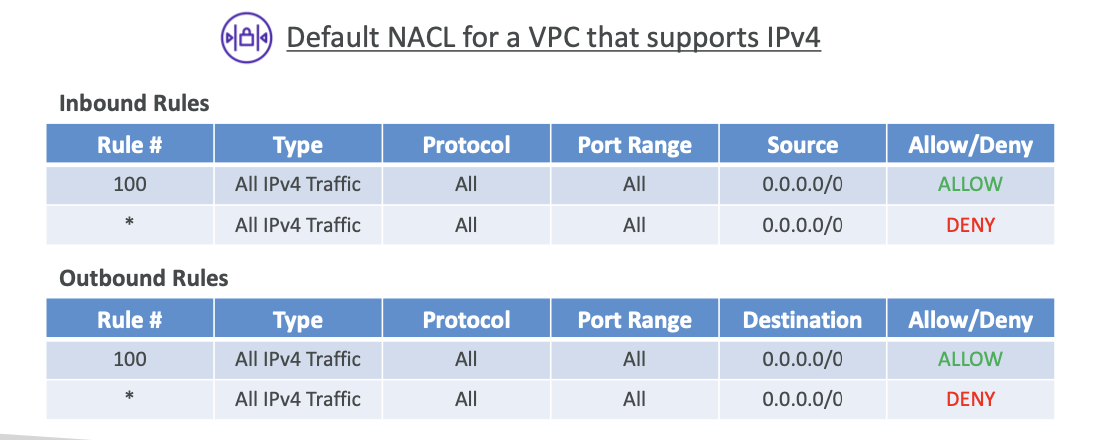 Default NACL for a VPC that supports IPv4
Inbound Rules
Rule # Type Protocol Port Range Source Allow/Deny
100 All IPv4 Traffic All All 0.0.0.0/0 ALLOW
* All IPv4 Traffic All All 0.0.0.0/0 DENY
Outbound Rules
Rule # Type Protocol Port Range Destination Allow/Deny
100 All IPv4 Traffic All All 0.0.0.0/0 ALLOW
* All IPv4 Traffic All All 0.0.0.0/0 DENY